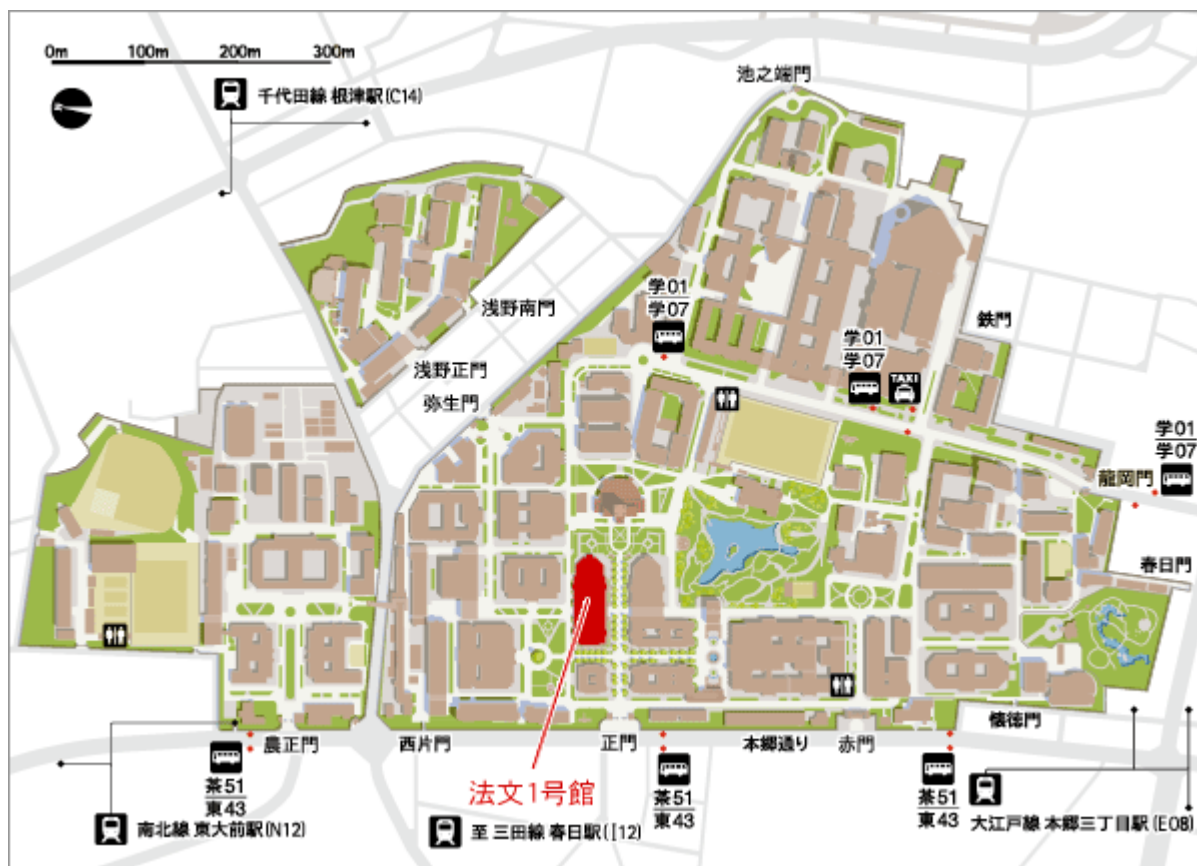 0m 100m 200m 300m
千代田線 根津駅(C14)
池之端門
浅野南門
学01
学07
鉄門
学01
学07
TAXI
浅野正門
弥生門
学01
学07
龍岡門
春日門
懐徳門
農正門
西片門
正門
本郷通り
赤門
茶51
東43
法文1号館
茶51
東43
茶51
東43
南北線 東大前駅(N12)
至 三田線 春日駅([12)
大江戸線 本郷三丁目駅(E08)